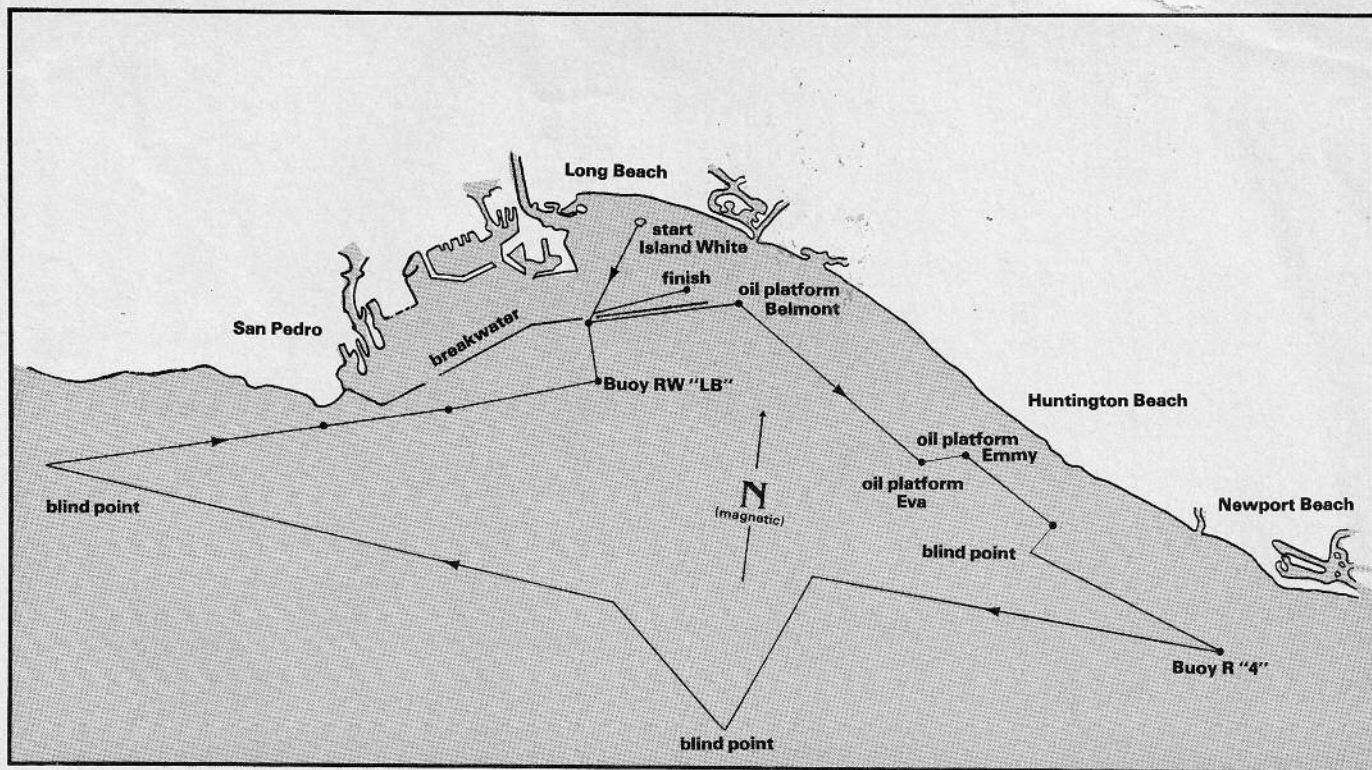 Long Beach
start
Island White
finish
oil platform
Belmont
San Pedro
breakwater
Buoy RW "LB"
Huntington Beach
oil platform
Emmy
oil platform
Eva
blind point
N
(magnetic)
Newport Beach
blind point
Buoy R "4"
blind point